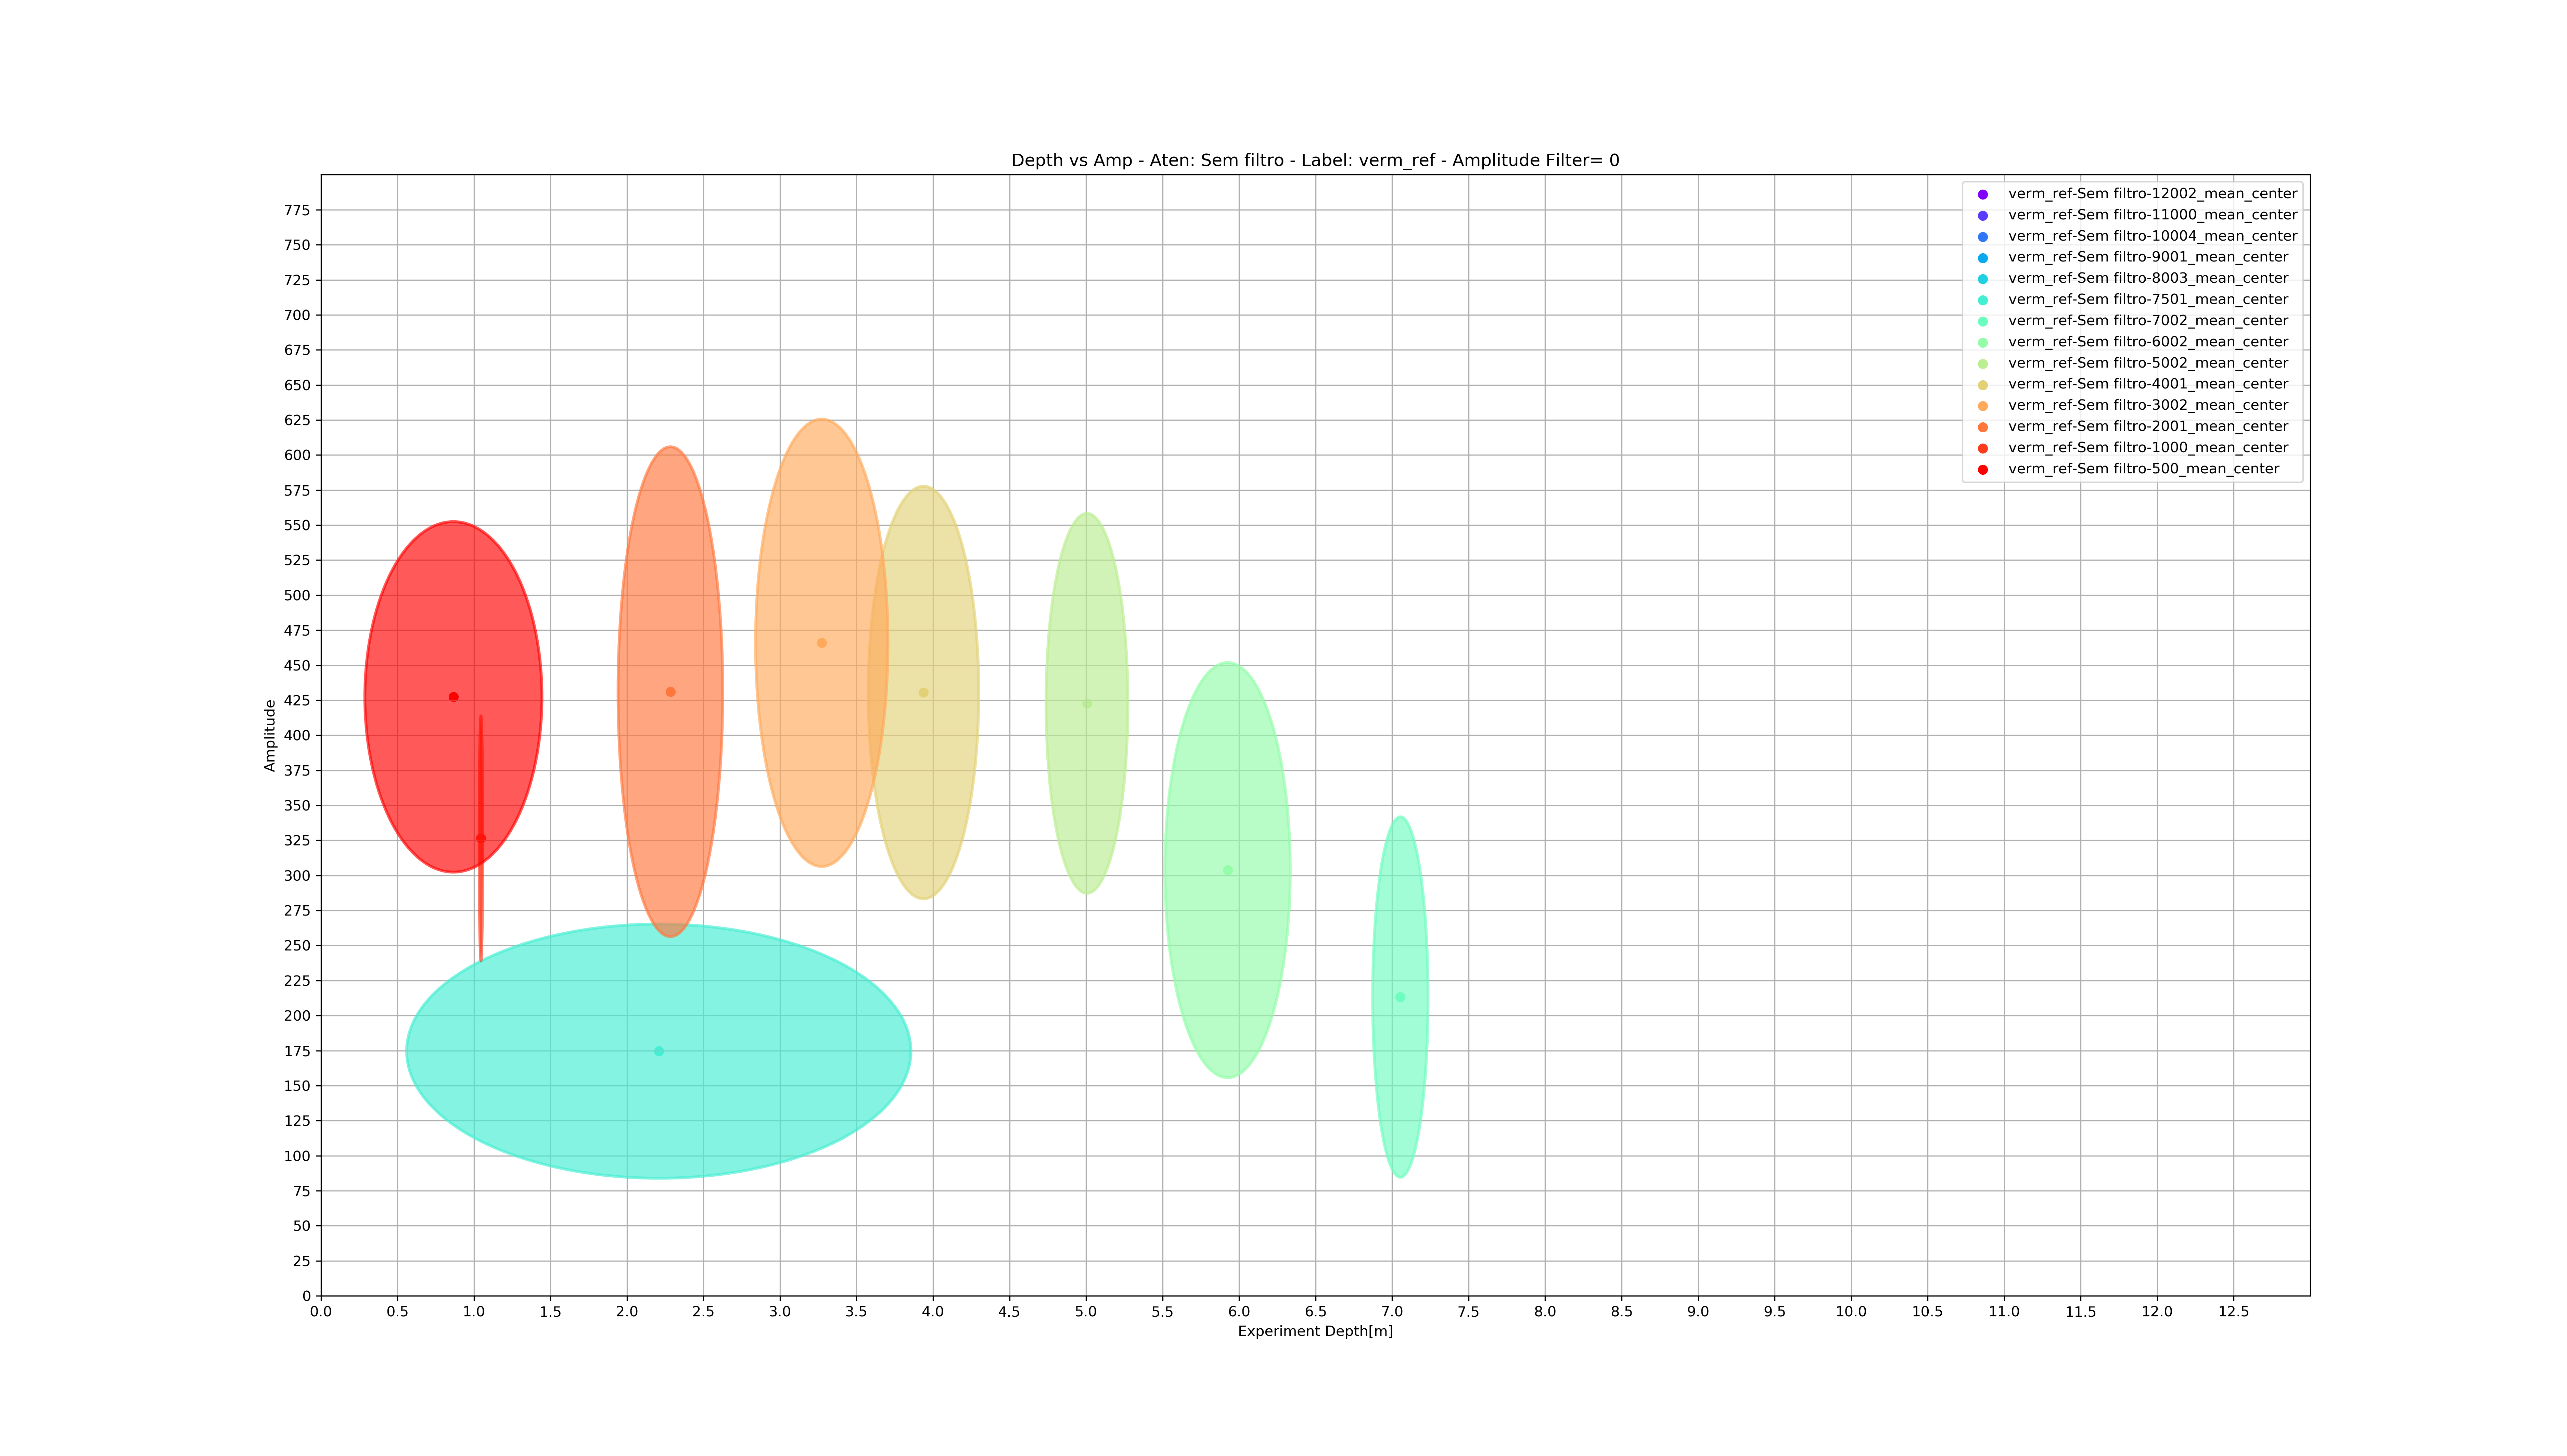 Depth vs Amp - Aten: Sem filtro - Label: verm_ref - Amplitude Filter= 0
verm_ref-Sem filtro-12002_mean_center
verm_ref-Sem filtro-11000_mean_center
verm_ref-Sem filtro-10004_mean_center
verm_ref-Sem filtro-9001_mean_center
verm_ref-Sem filtro-8003_mean_center
verm_ref-Sem filtro-7501_mean_center
verm_ref-Sem filtro-7002_mean_center
verm_ref-Sem filtro-6002_mean_center
verm_ref-Sem filtro-5002_mean_center
verm_ref-Sem filtro-4001_mean_center
verm_ref-Sem filtro-3002_mean_center
verm_ref-Sem filtro-2001_mean_center
verm_ref-Sem filtro-1000_mean_center
verm_ref-Sem filtro-500_mean_center
775
750
725
700
675
650
625
600
575
550
525
500
475
450
425
400
375
350
325
300
275
250
225
200
175
150
125
100
75
50
25
0
Amplitude
0.0 0.5 1.0 1.5 2.0 2.5 3.0 3.5 4.0 4.5 5.0 5.5 6.0 6.5 7.0 7.5 8.0 8.5 9.0 9.5 10.0 10.5 11.0 11.5 12.0 12.5
Experiment Depth[m]